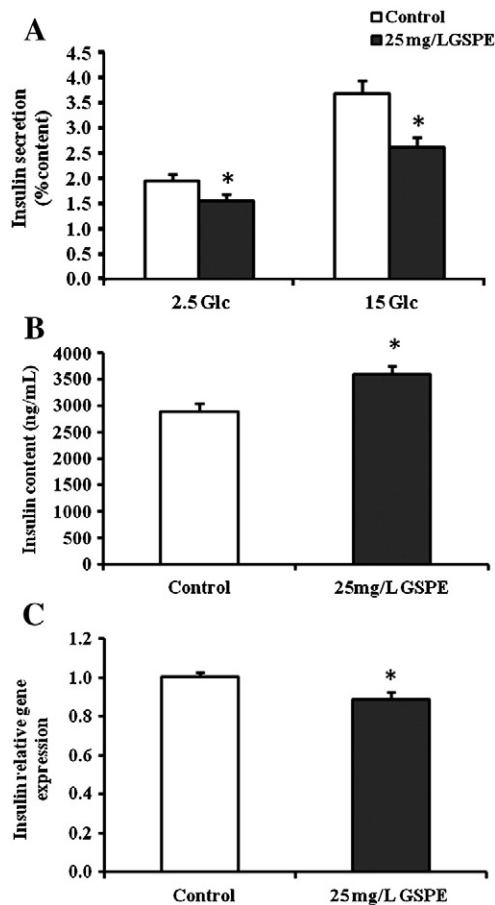 A
Control
25mg/LGSPE
Insulin secretion
(%content)
4.5
4.0
3.5
3.0
2.5
2.0
1.5
1.0
0.5
0.0
*
*
2.5 Glc
15 Glc
B
Insulin content (ng/mL)
4000
3500
3000
2500
2000
1500
1000
500
0
*
Control
25mg/L GSPE
C
Insulin relative gene
expression
1.2
1.0
0.8
0.6
0.4
0.2
0.0
*
Control
25mg/L GSPE